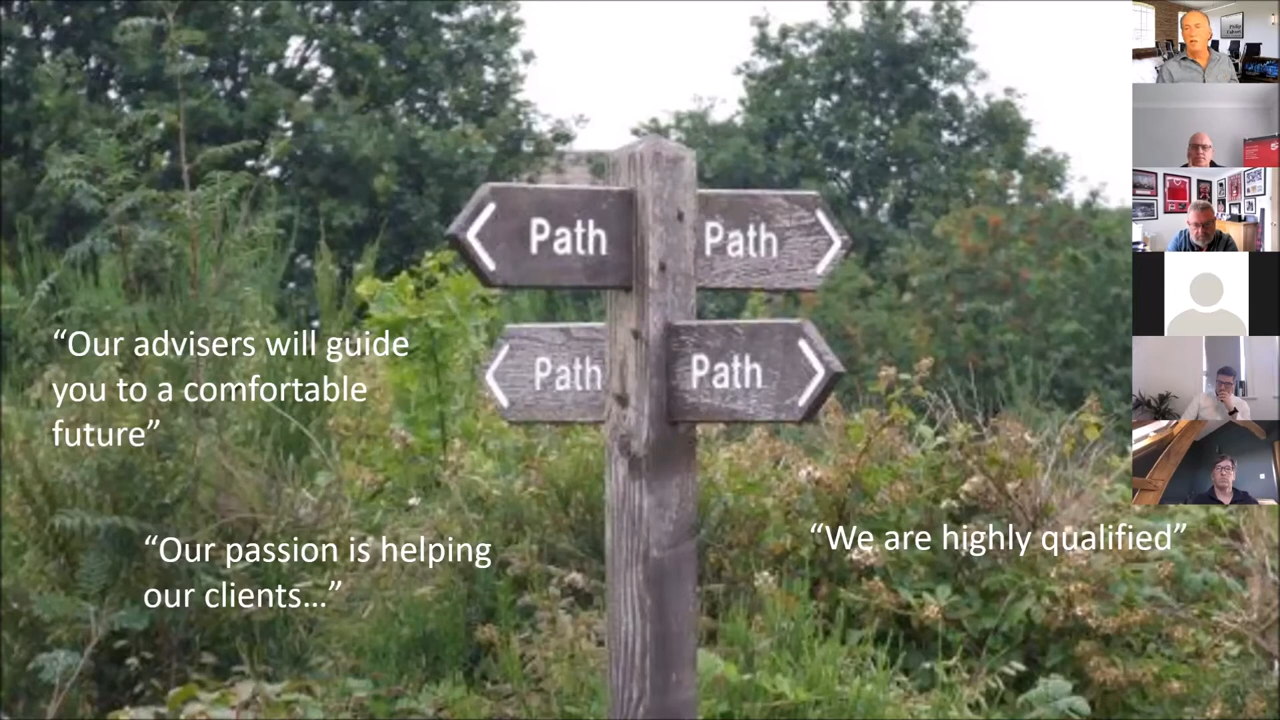 Path
Path
Path
Path
“Our advisers will guide
you to a comfortable
future”
“Our passion is helping
our clients…”
“We are highly qualified”